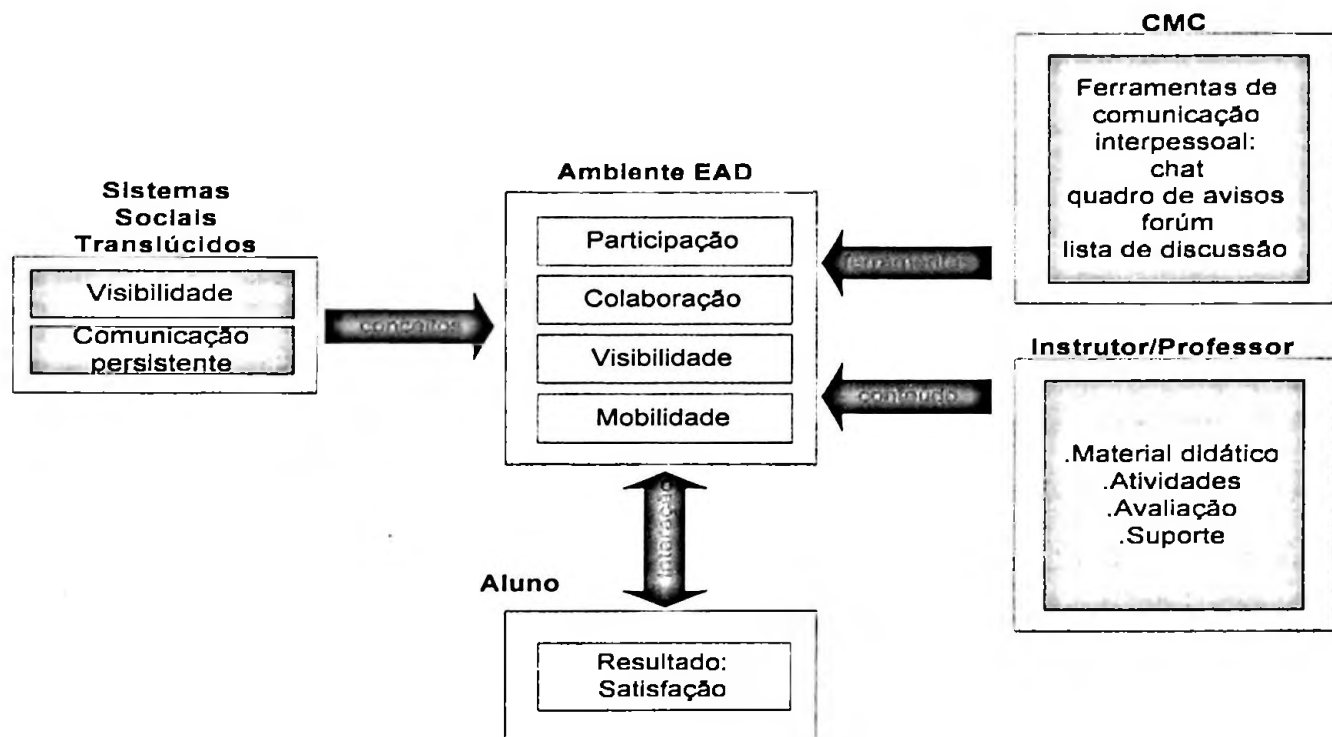 Sistemas
Sociais
Translúcidos
Visibilidade
Comunicação
persistente
conceitos
Ambiente EAD
Participação
Colaboração
Visibilidade
Mobilidade
ferramentas
conteúdo
CMC
Ferramentas de
comunicação
interpessoal:
chat
quadro de avisos
forúm
lista de discussão
Instrutor/Professor
.Material didático
.Atividades
.Avaliação
.Suporte
interação
Aluno
Resultado:
Satisfação